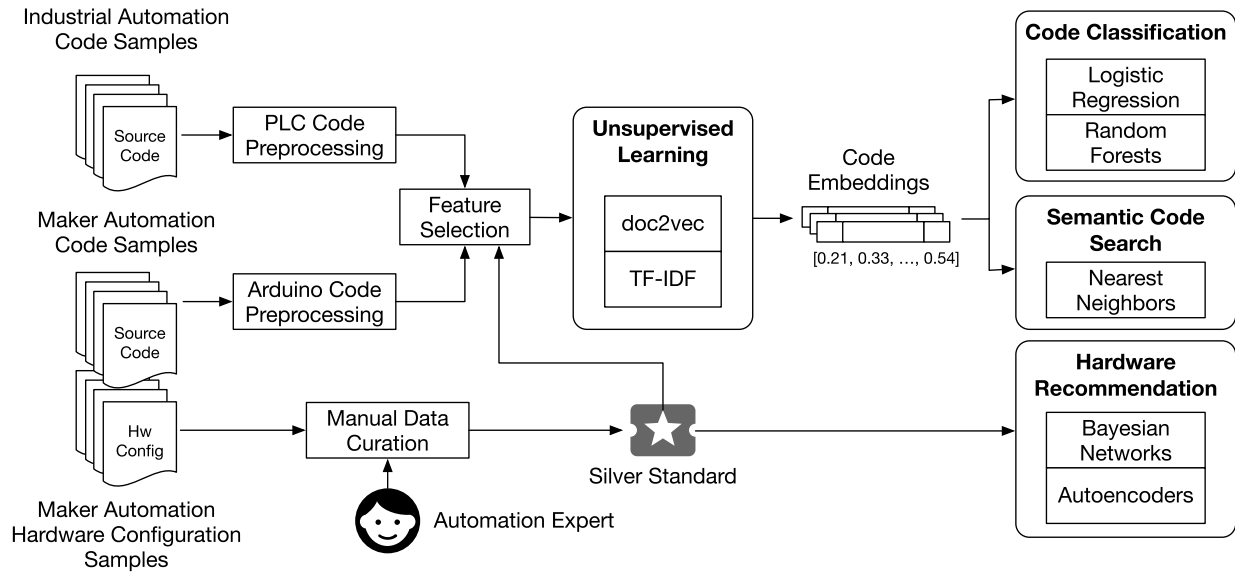 Industrial Automation
Code Samples
Source
Code
PLC Code
Preprocessing
Maker Automation
Code Samples
Source
Code
Arduino Code
Preprocessing
Feature
Selection
Unsupervised
Learning
doc2vec
TF-IDF
Code
Embeddings
[0.21, 0.33, ..., 0.54]
Code Classification
Logistic
Regression
Random
Forests
Semantic Code
Search
Nearest
Neighbors
Hw
Config
Maker Automation
Hardware Configuration
Samples
Manual Data
Curation
Automation Expert
Silver Standard
Hardware
Recommendation
Bayesian
Networks
Autoencoders